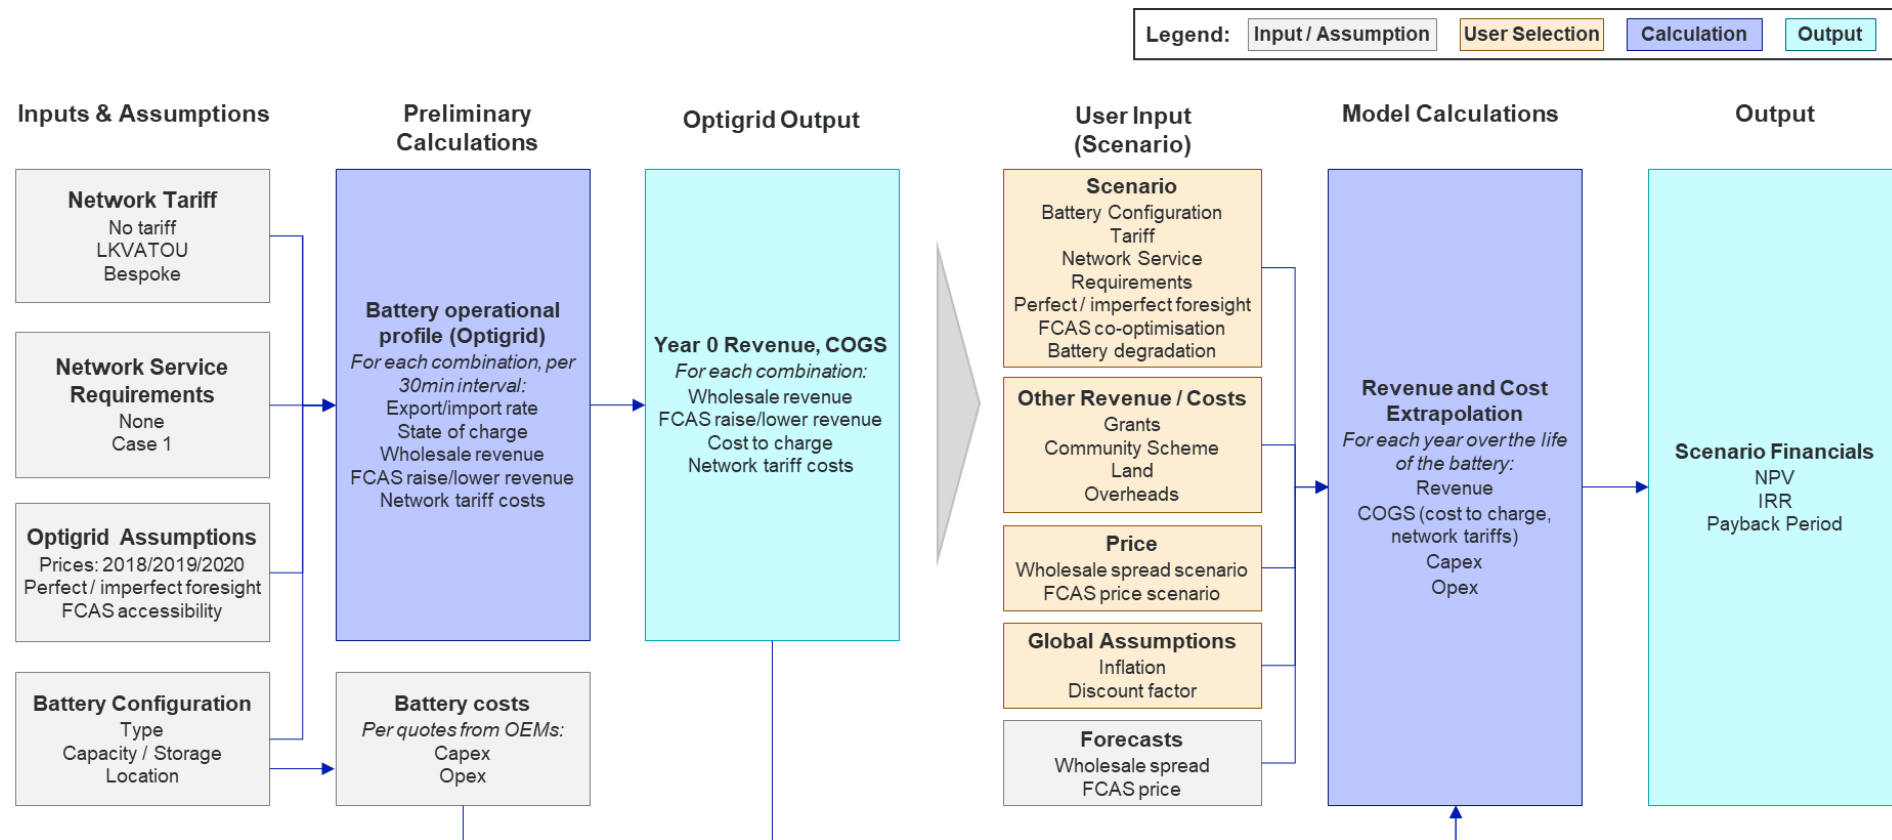 Legend:
Input / Assumption
User Selection
Calculation
Output
Inputs & Assumptions
Preliminary
Calculations
Optigrid Output
User Input
(Scenario)
Model Calculations
Output
Network Tariff
No tariff
LKVATOU
Bespoke
Network Service
Requirements
None
Case 1
Optigrid Assumptions
Prices: 2018/2019/2020
Perfect / imperfect foresight
FCAS accessibility
Battery Configuration
Type
Capacity / Storage
Location
Battery operational
profile (Optigrid)
For each combination, per
30min interval:
Export/import rate
State of charge
Wholesale revenue
FCAS raise/lower revenue
Network tariff costs
Battery costs
Per quotes from OEMs:
Capex
Opex
Year 0 Revenue, COGS
For each combination:
Wholesale revenue
FCAS raise/lower revenue
Cost to charge
Network tariff costs
Scenario
Battery Configuration
Tariff
Network Service
Requirements
Perfect / imperfect foresight
FCAS co-optimisation
Battery degradation
Other Revenue / Costs
Grants
Community Scheme
Land
Overheads
Price
Wholesale spread scenario
FCAS price scenario
Global Assumptions
Inflation
Discount factor
Forecasts
Wholesale spread
FCAS price
Revenue and Cost
Extrapolation
For each year over the life
of the battery:
Revenue
COGS (cost to charge,
network tariffs)
Capex
Opex
Scenario Financials
NPV
IRR
Payback Period